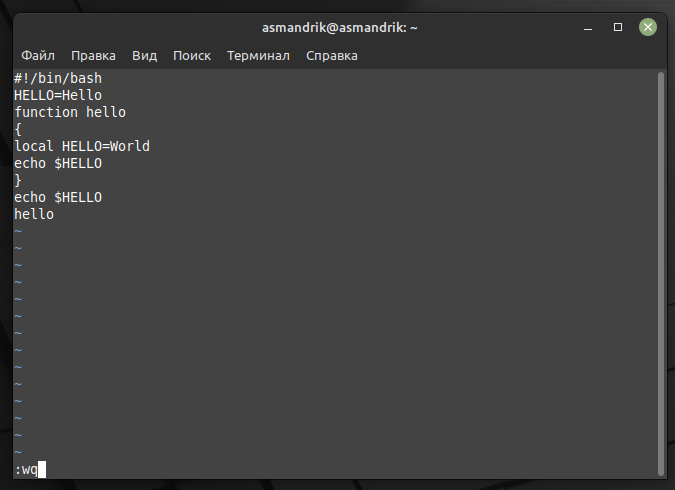 asmandrik@asmandrik: ~
Файл Правка Вид Поиск Терминал Справка
#!/bin/bash
HELLO=Hello
function hello
{
local HELLO=World
echo $HELLO
}
echo $HELLO
hello
~
~
~
~
~
~
~
~
~
~
~
~
~
~
:wq